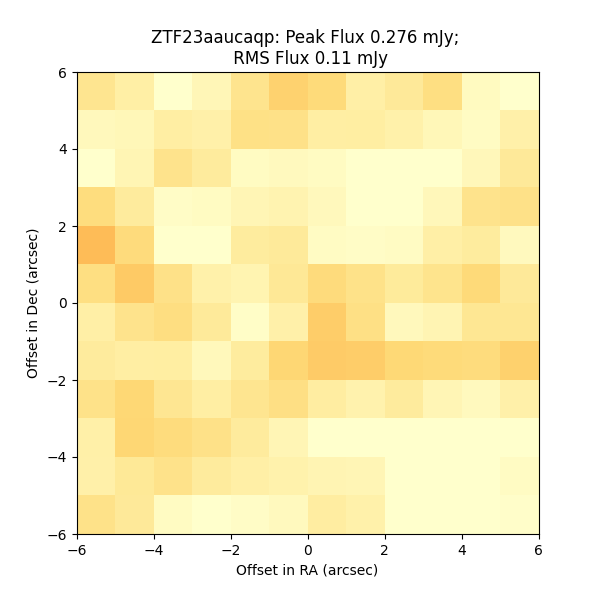 ZTF23aaucaqp: Peak Flux 0.276 mJy;
RMS Flux 0.11 mJy
6
4
2
0
−2
−4
−6
Offset in Dec (arcsec)
−6 −4 −2 0 2 4 6
Offset in RA (arcsec)